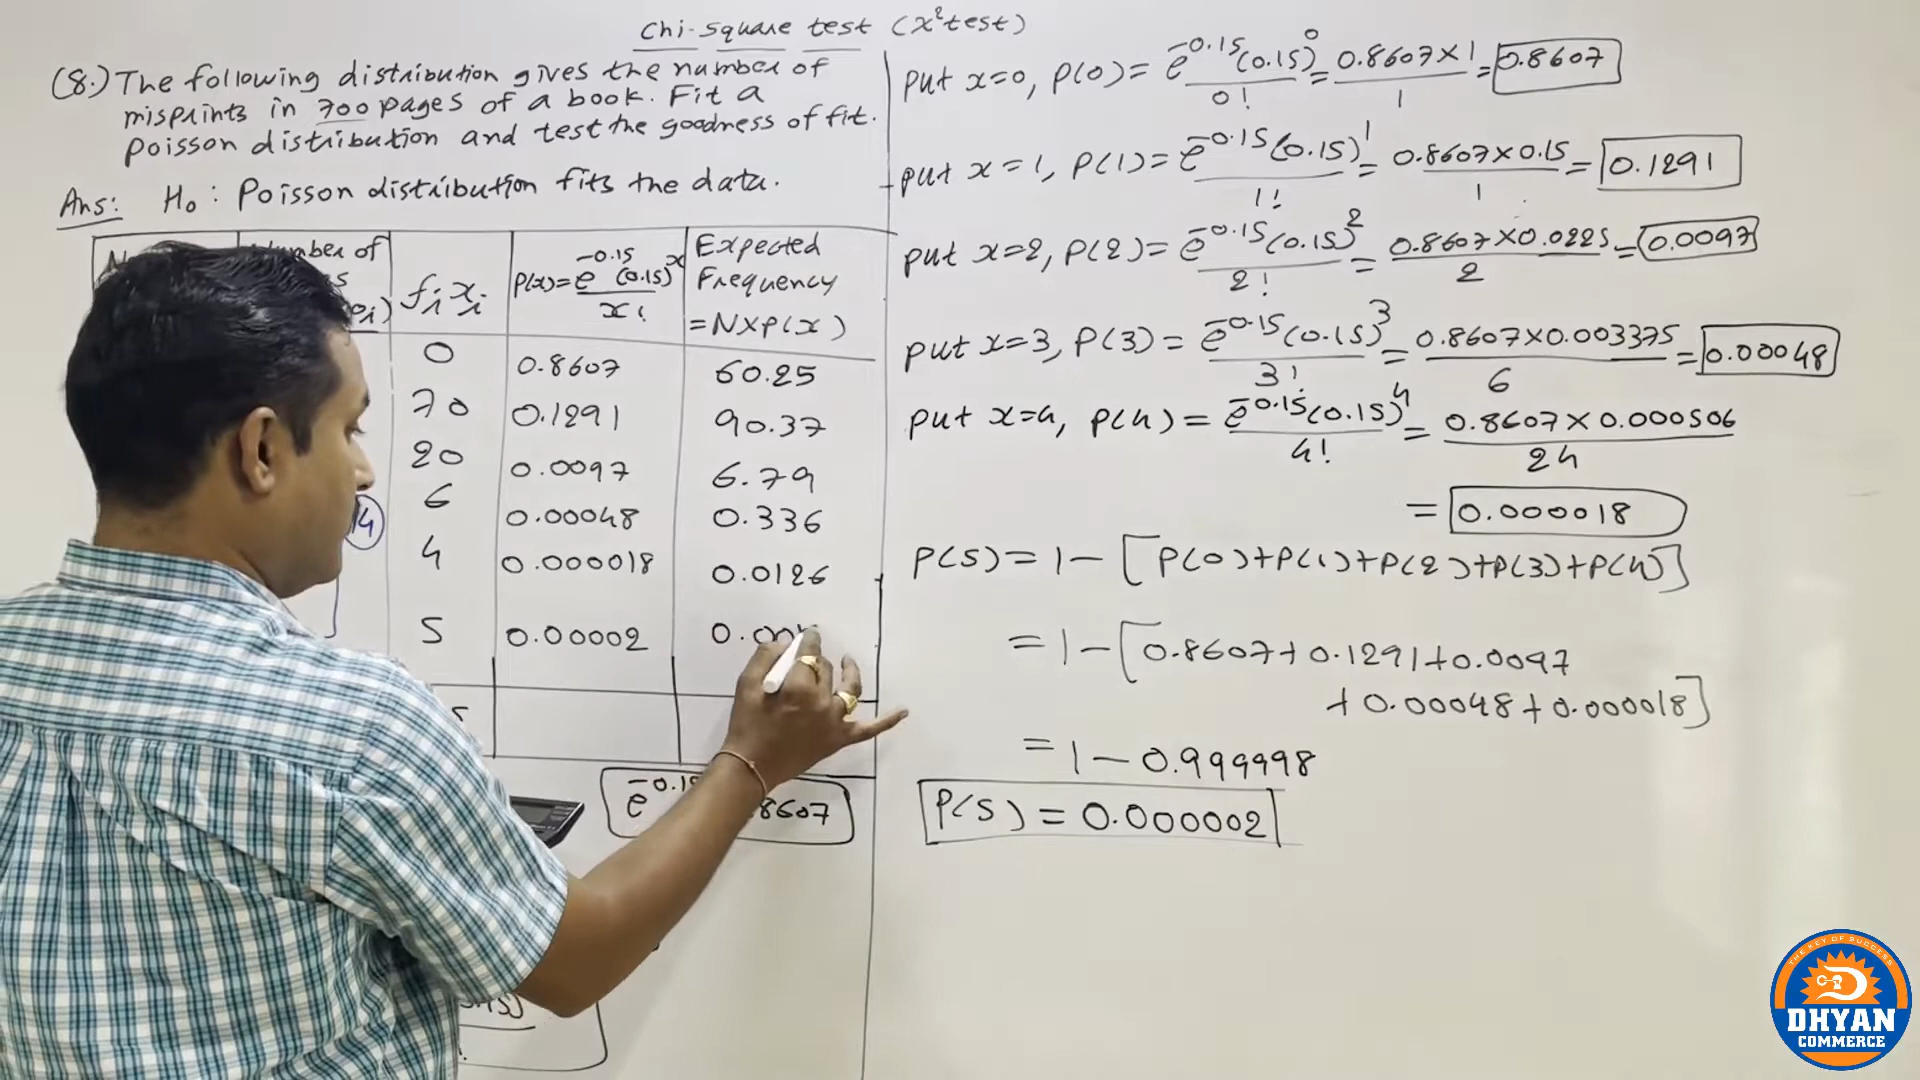 Chi-square test (x² test)
(8.) The following distribution gives the number of
misprints in 700 pages of a book. Fit a
Poisson distribution and test the goodness of fit.
Ans: H₀ : Poisson distribution fits the data.
fᵢxᵢ
P(x)=e^-0.15 (0.15)^x / x!
Expected
Frequency
=N×P(x)
0 0.8607 60.25
70 0.1291 90.37
20 0.0097 6.79
6 0.00048 0.336
14
4 0.000018 0.0126
5 0.00002
8607
put x=0, P(0) = e^-0.15 (0.15)^0 / 0! = 0.8607×1 / 1 = 0.8607
put x=1, P(1) = e^-0.15 (0.15)^1 / 1! = 0.8607×0.15 / 1 = 0.1291
put x=2, P(2) = e^-0.15 (0.15)^2 / 2! = 0.8607×0.0225 / 2 = 0.0097
put x=3, P(3) = e^-0.15 (0.15)^3 / 3! = 0.8607×0.003375 / 6 = 0.00048
put x=4, P(4) = e^-0.15 (0.15)^4 / 4! = 0.8607×0.000506 / 24
= 0.000018
P(5) = 1-[P(0)+P(1)+P(2)+P(3)+P(4)]
= 1-[0.8607+0.1291+0.0097
+0.00048+0.000018]
= 1-0.999998
P(5) = 0.000002
THE KEY OF SUCCESS
DHYAN
COMMERCE